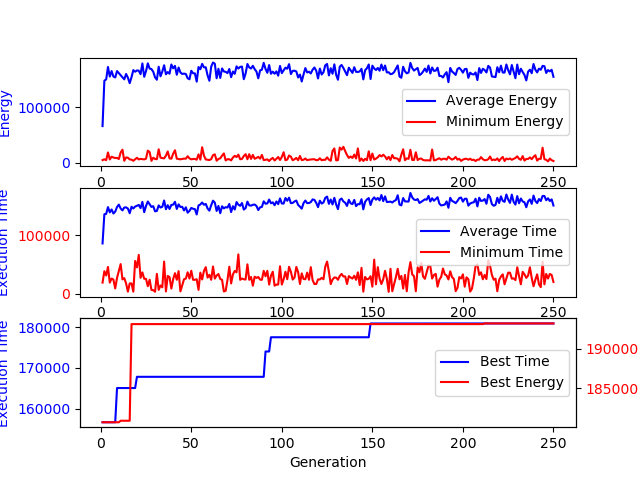 Energy
100000
0
Average Energy
Minimum Energy
0 50 100 150 200 250
Execution Time
100000
0
Average Time
Minimum Time
0 50 100 150 200 250
Execution Time
180000
170000
160000
190000
185000
Best Time
Best Energy
0 50 100 150 200 250
Generation